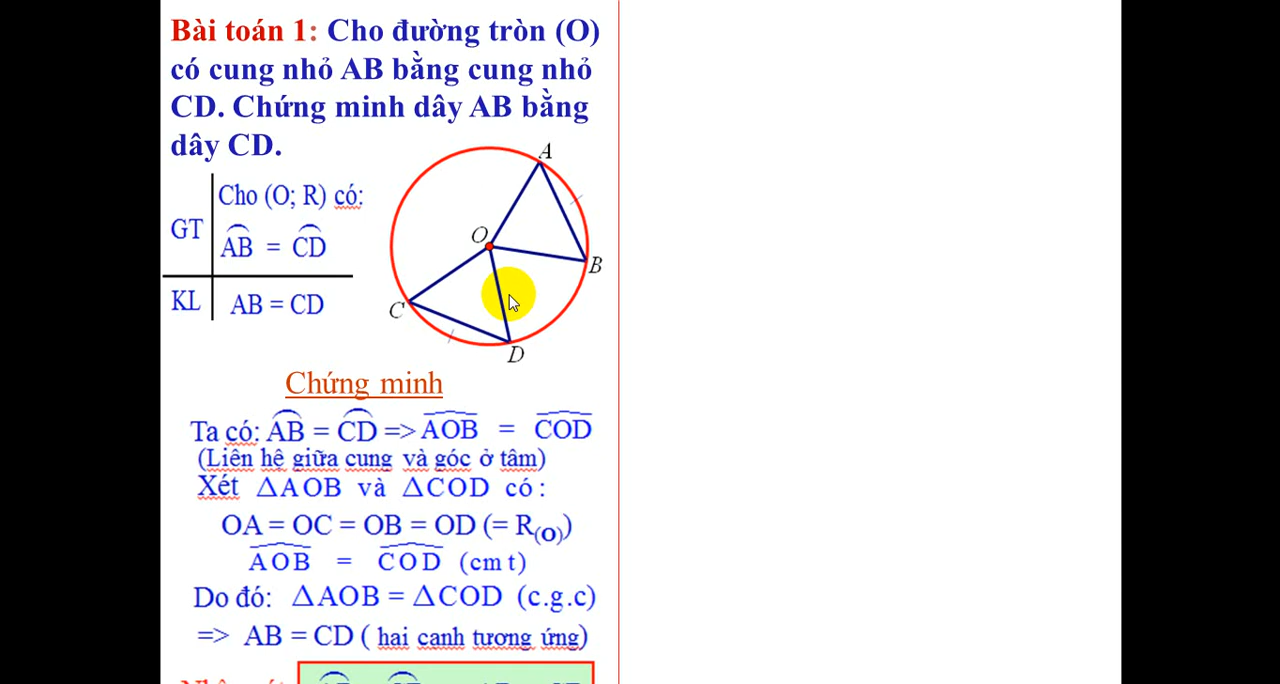 Bài toán 1: Cho đường tròn (O)
có cung nhỏ AB bằng cung nhỏ
CD. Chứng minh dây AB bằng
dây CD.
GT
Cho (O; R) có:
AB = CD
KL
AB = CD
A
O
B
C
D
Chứng minh
Ta có: AB = CD => AOB = COD
(Liên hê giữa cung và góc ở tâm)
Xét ΔAOB và ΔCOD có :
OA = OC = OB = OD (= R(O))
AOB = COD (cm t)
Do đó: ΔAOB = ΔCOD (c.g.c)
=> AB = CD ( hai canh tương ứng)